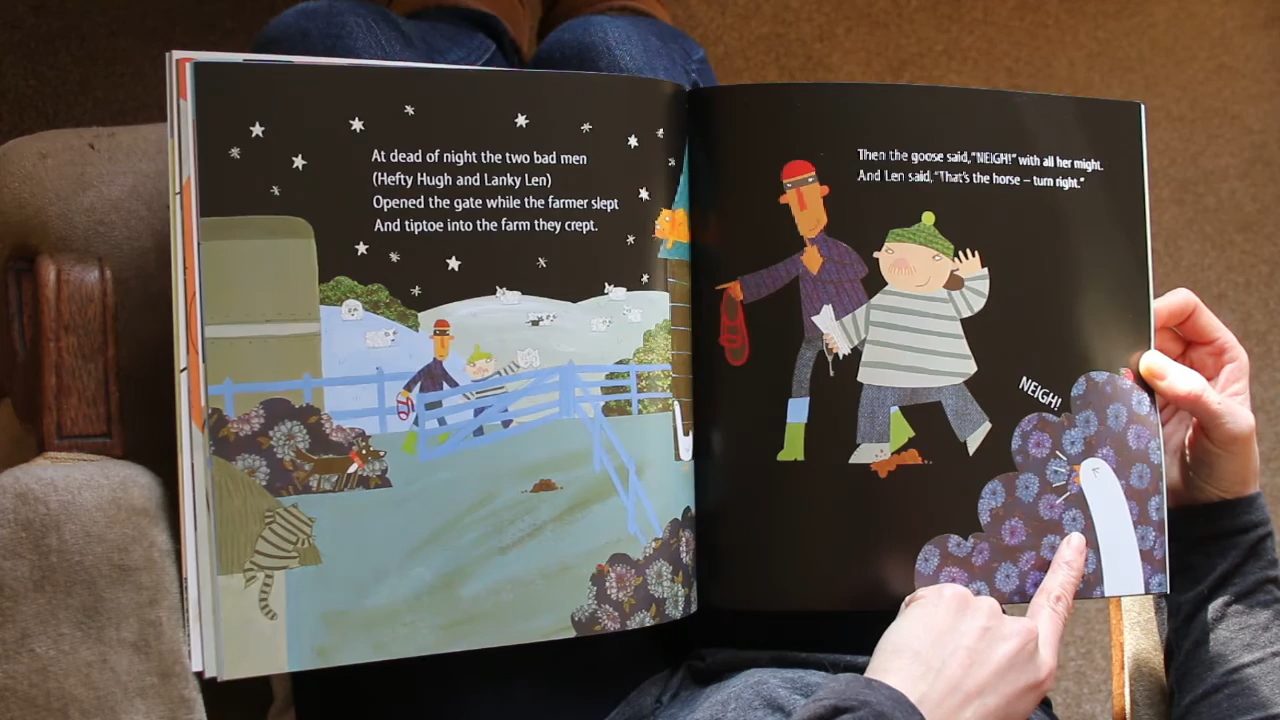 At dead of night the two bad men
(Hefty Hugh and Lanky Len)
Opened the gate while the farmer slept
And tiptoe into the farm they crept.
Then the goose said, "NEIGH!" with all her might.
And Len said, "That's the horse – turn right."
NEIGH!